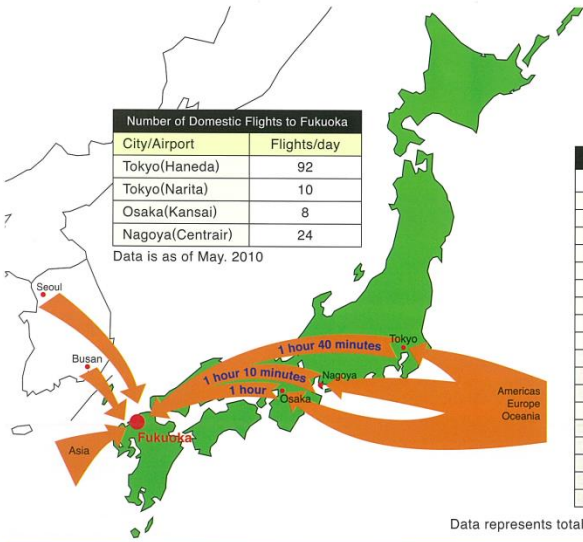 Number of Domestic Flights to Fukuoka
City/Airport Flights/day
Tokyo(Haneda) 92
Tokyo(Narita) 10
Osaka(Kansai) 8
Nagoya(Centrair) 24
Data is as of May. 2010
Seoul
Busan
Tokyo
1 hour 40 minutes
1 hour 10 minutes
Nagoya
1 hour
Osaka
Americas
Europe
Oceania
Fukuoka
Asia
Data represents total